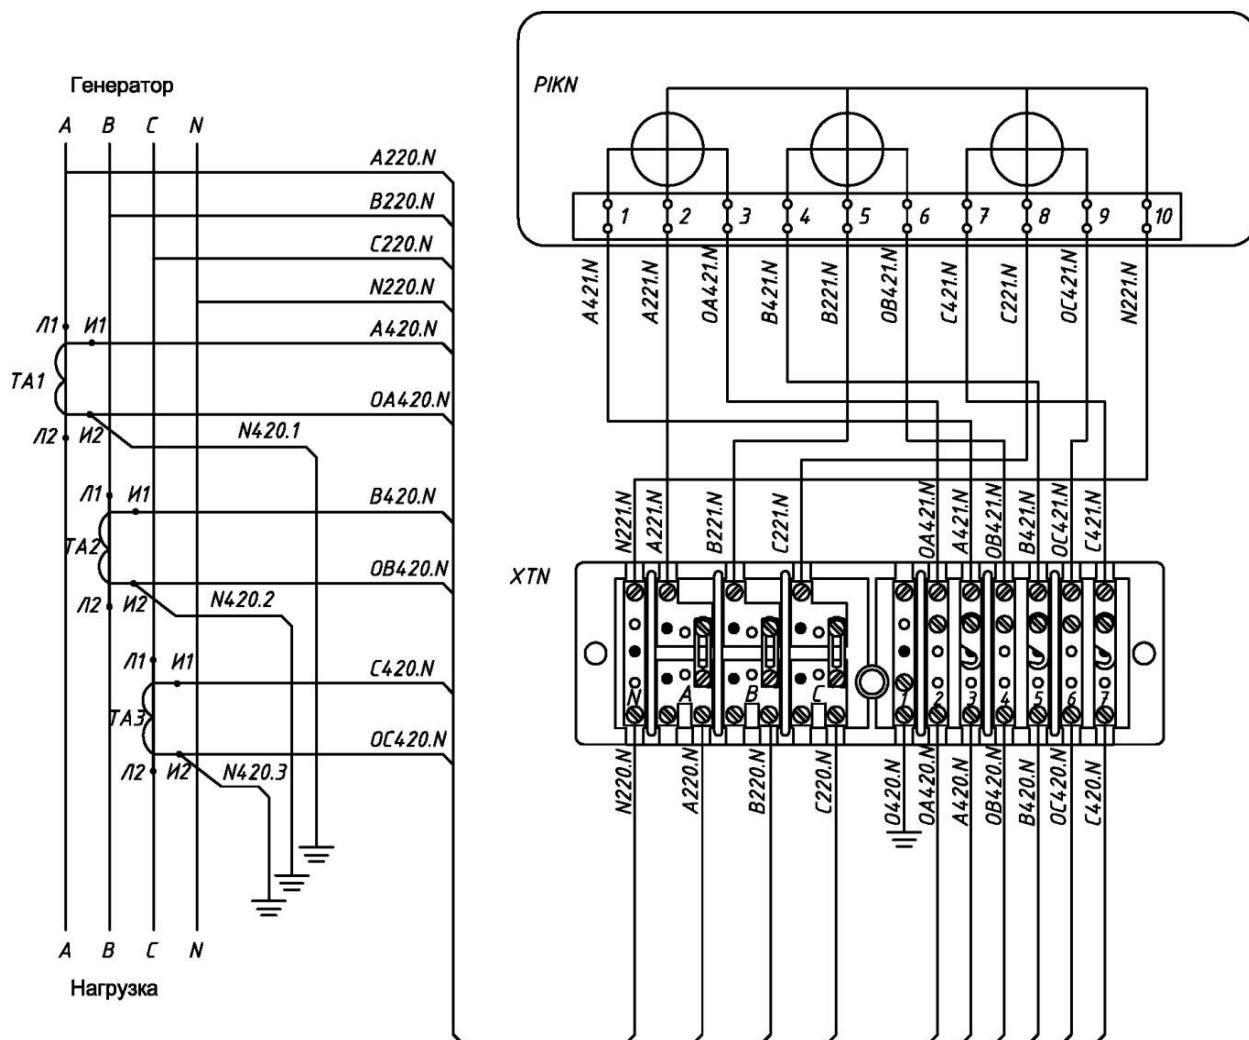 Генератор
A B C N
A220.N
B220.N
C220.N
N220.N
A420.N
OA420.N
Л1 И1
TA1
Л2 И2
N420.1
Л1 И1
TA2
Л2 И2
B420.N
OB420.N
N420.2
Л1 И1
TA3
Л2 И2
C420.N
OC420.N
N420.3
A B C N
Нагрузка
PIKN
1 2 3 4 5 6 7 8 9 10
A421.N A221.N OA421.N B421.N B221.N OB421.N C421.N C221.N OC421.N N221.N
N221.N A221.N B221.N C221.N OA421.N A421.N OB421.N B421.N OC421.N C421.N
XTN
N A B C 1 2 3 4 5 6 7
N220.N A220.N B220.N C220.N O420.N OA420.N A420.N OB420.N B420.N OC420.N C420.N